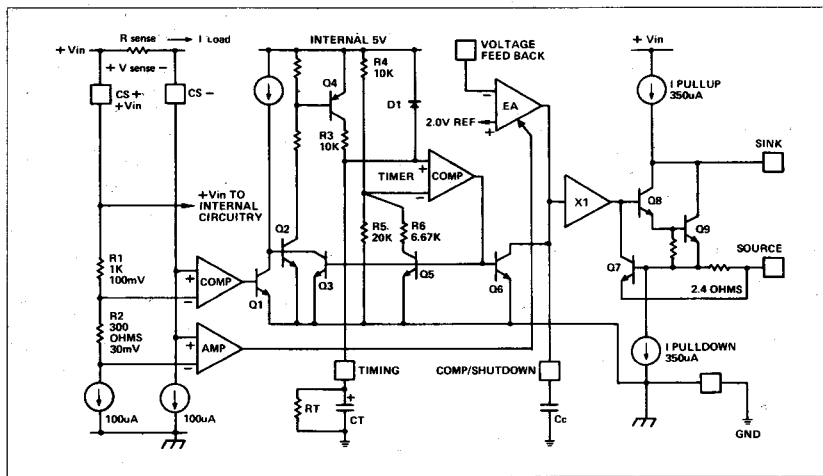 + Vin
R sense
I Load
+ V sense −
CS +
+Vin
CS −
+Vin TO
INTERNAL
CIRCUITRY
R1
1K
100mV
R2
300
OHMS
30mV
100uA
100uA
COMP
AMP
INTERNAL 5V
Q4
R3
10K
Q2
Q1
Q3
R4
10K
D1
TIMER
COMP
R5
20K
R6
6.67K
Q5
Q6
TIMING
RT
CT
VOLTAGE
FEED BACK
EA
2.0V REF
COMP/SHUTDOWN
Cc
X1
+ Vin
I PULLUP
350uA
SINK
Q8
Q9
Q7
SOURCE
2.4 OHMS
I PULLDOWN
350uA
GND